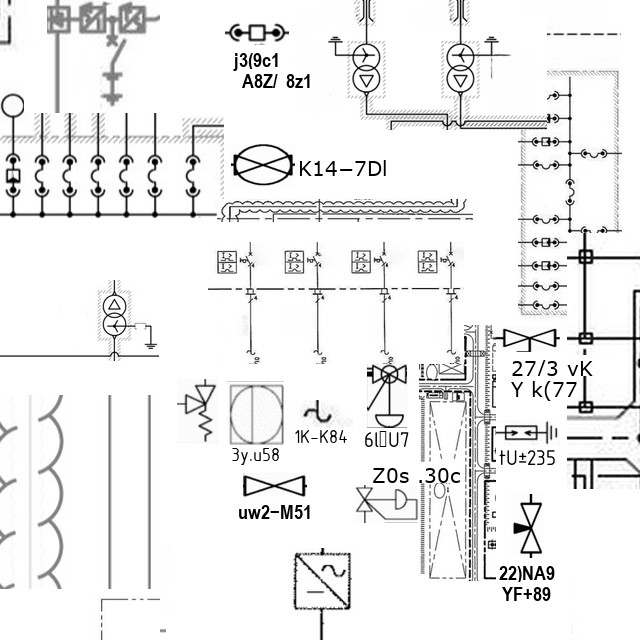 j3(9c1
A8Z/ 8z1
K14−7Dl
27/3 vK
Y k(77
3y.u58
1K-K84
6l▯U7
tU±235
Z0s .30c
uw2−M51
22)NA9
YF+89